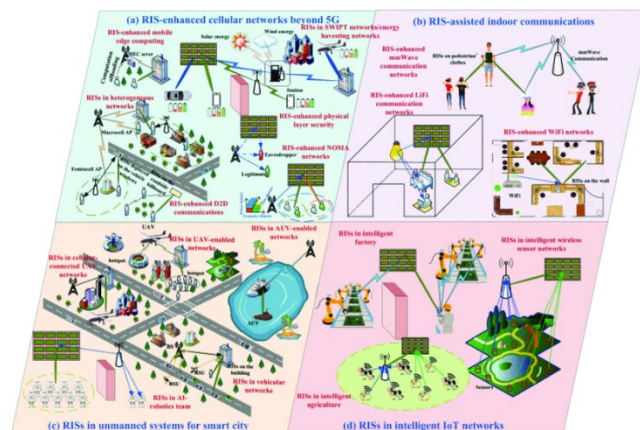 (a) RIS-enhanced cellular networks beyond 5G
RIS-enhanced mobile
edge computing
MEC sever
Computation
offloading
Solar energy
Wind energy
RISs in SWIPT networks/energy
harvesting networks
Station
RISs in heterogeneous
networks
Macrocell AP
Femtocell AP
RIS-enhanced physical
layer security
Eavesdropper
Legitimate
RIS-enhanced NOMA
networks
RIS-enhanced D2D
communications
(b) RIS-assisted indoor communications
RIS-enhanced
mmWave
communication
networks
RISs on pedestrian'
clothes
mmWave
Communication
RIS-enhanced LiFi
communication
networks
RIS-enhanced WiFi networks
RISs on the wall
WiFi
UAV
RISs in cellular-
connected UAV
networks
hotspot
RISs in UAV-enabled
networks
hotspot
RISs in AUV-enabled
networks
AUV
BS
RSU
RSU
RISs on the
building
RISs in vehicular
networks
RISs in AI-
robotics team
(c) RISs in unmanned systems for smart city
RISs in intelligent
factory
RISs in intelligent wireless
sensor networks
Sensors
RISs in intelligent
agriculture
(d) RISs in intelligent IoT networks